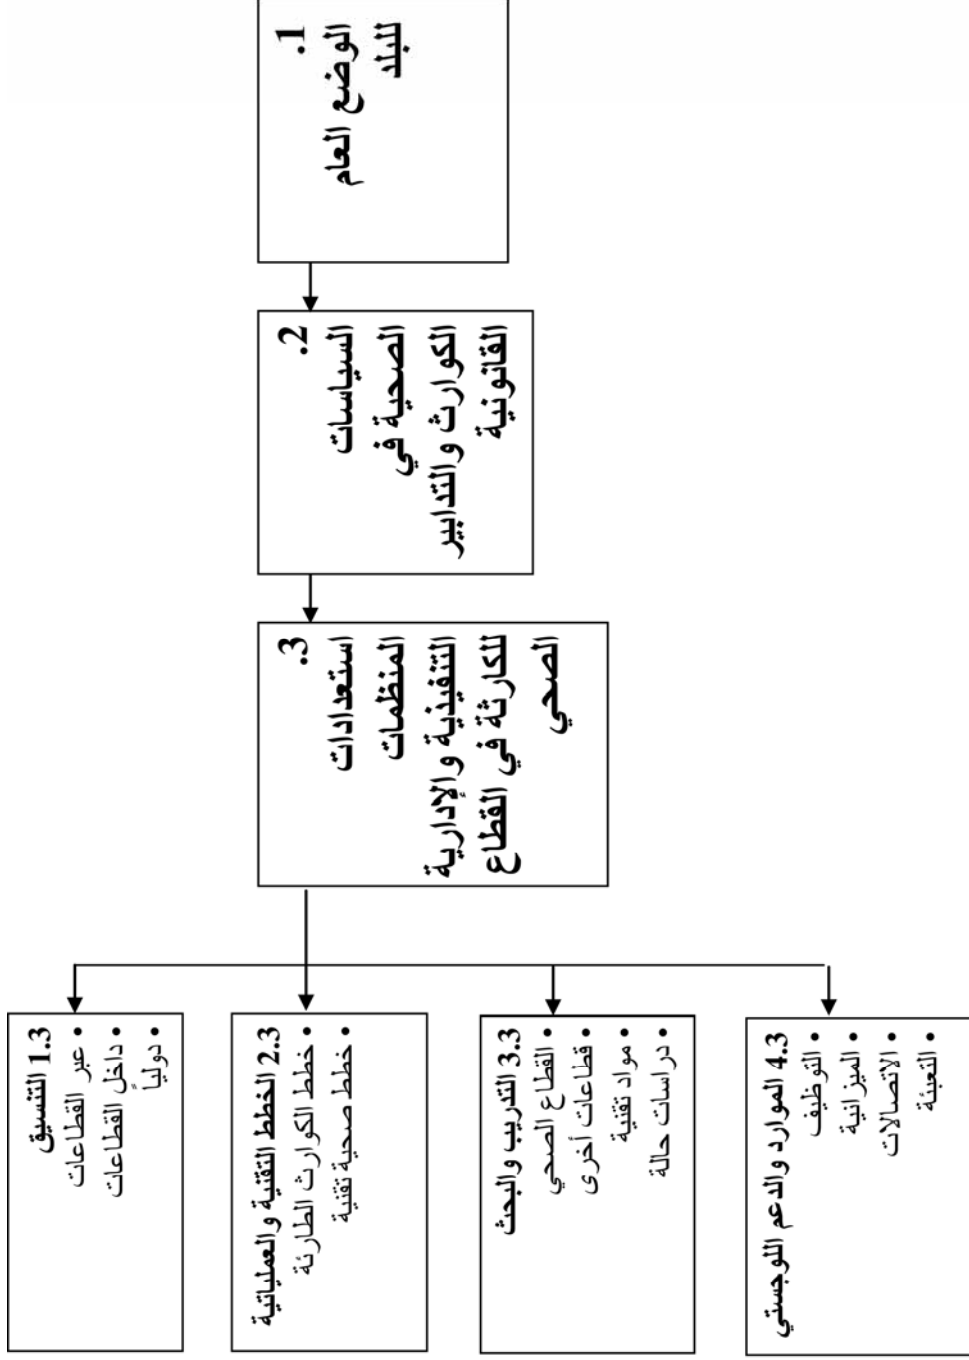 1.
الوضع العام
للبلد
2.
السياسات
الصحية في
الكوارث والتدابير
القانونية
3.
استعدادات
المنظمات
التنفيذية والإدارية
للكارثة في القطاع
الصحي
1.3 التنسيق
• عبر القطاعات
• داخل القطاعات
• دولياً
2.3 الخطط التقنية والعملياتية
• خطط الكوارث الطارئة
• خطط صحية تقنية
3.3 التدريب والبحث
• القطاع الصحي
• قطاعات أخرى
• مواد تقنية
• دراسات حالة
4.3 الموارد والدعم اللوجستي
• التوظيف
• الميزانية
• الاتصالات
• التعبئة